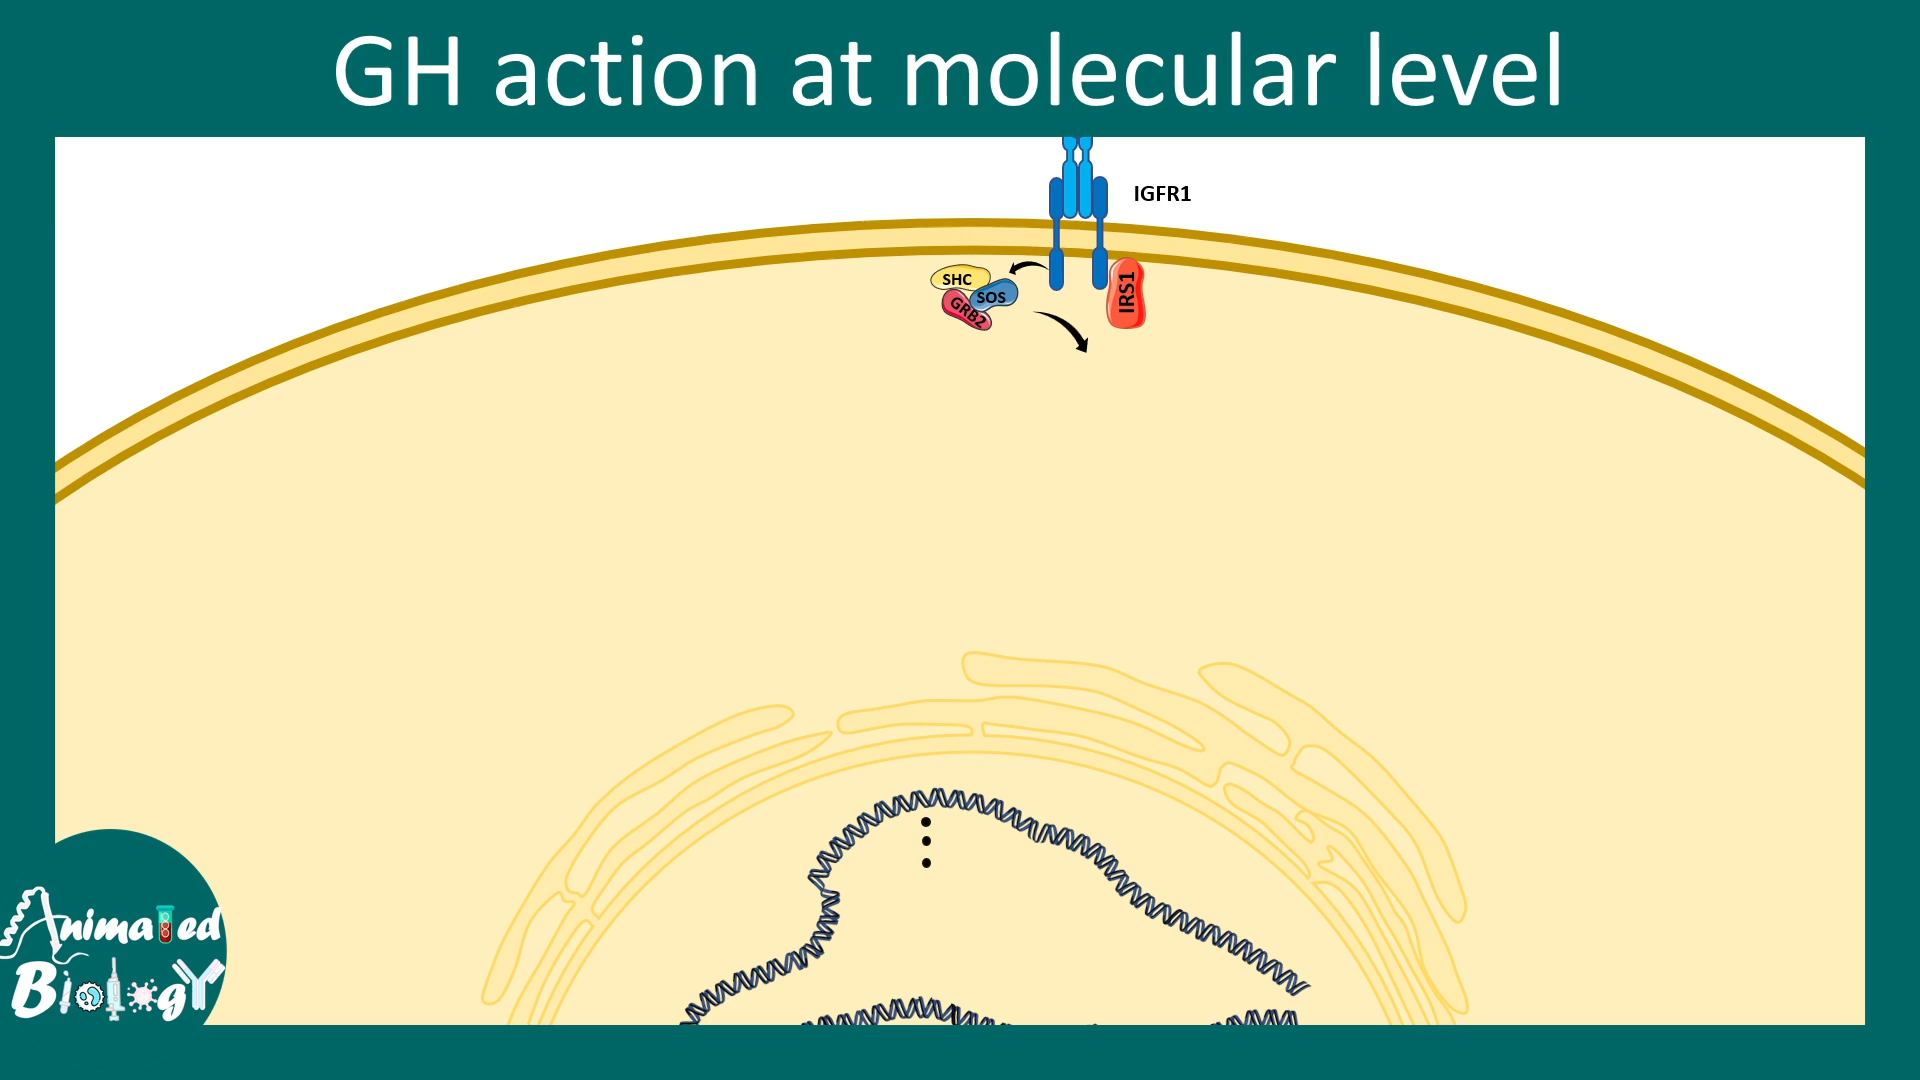 GH action at molecular level
IGFR1
SHC
SOS
GRB2
IRS1
Animated
Biology